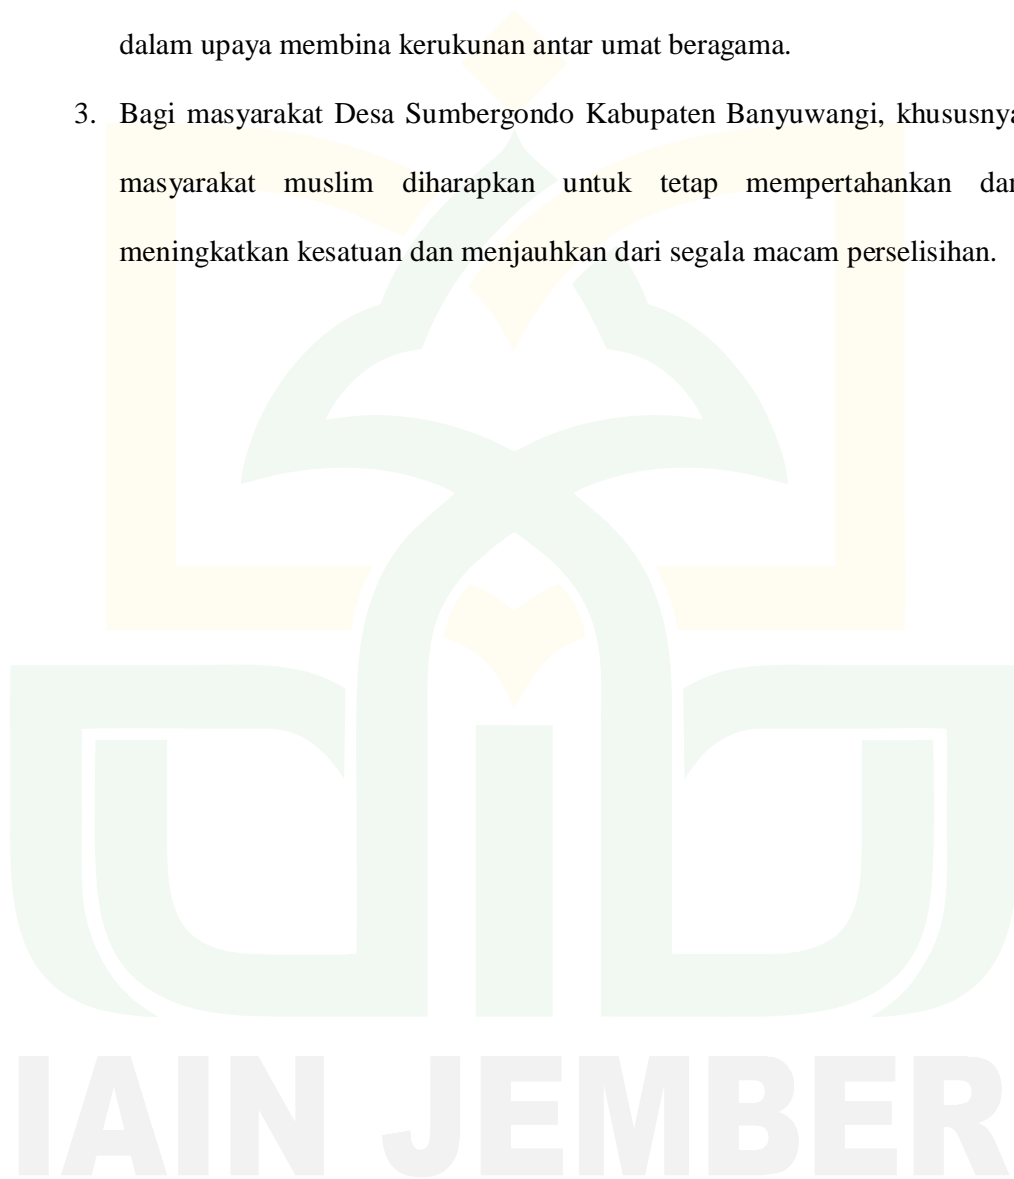 dalam upaya membina kerukunan antar umat beragama.
3. Bagi masyarakat Desa Sumbergondo Kabupaten Banyuwangi, khususnya
masyarakat muslim diharapkan untuk tetap mempertahankan dan
meningkatkan kesatuan dan menjauhkan dari segala macam perselisihan.
IAIN JEMBER